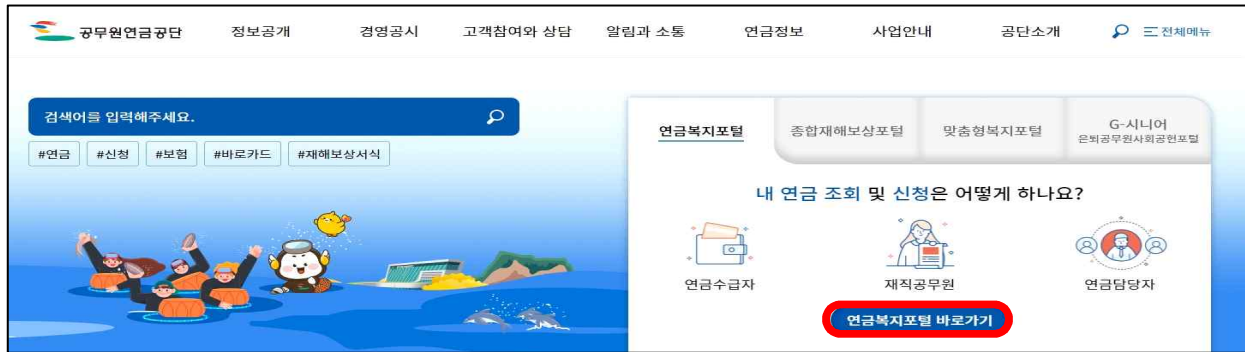 공무원연금공단 정보공개 경영공시 고객참여와 상담 알림과 소통 연금정보 사업안내 공단소개 전체메뉴
검색어를 입력해주세요.
#연금 #신청 #보험 #바로카드 #재해보상서식
연금복지포털 종합재해보상포털 맞춤형복지포털 G-시니어
은퇴공무원사회공헌포털
내 연금 조회 및 신청은 어떻게 하나요?
연금수급자 재직공무원 연금담당자
연금복지포털 바로가기